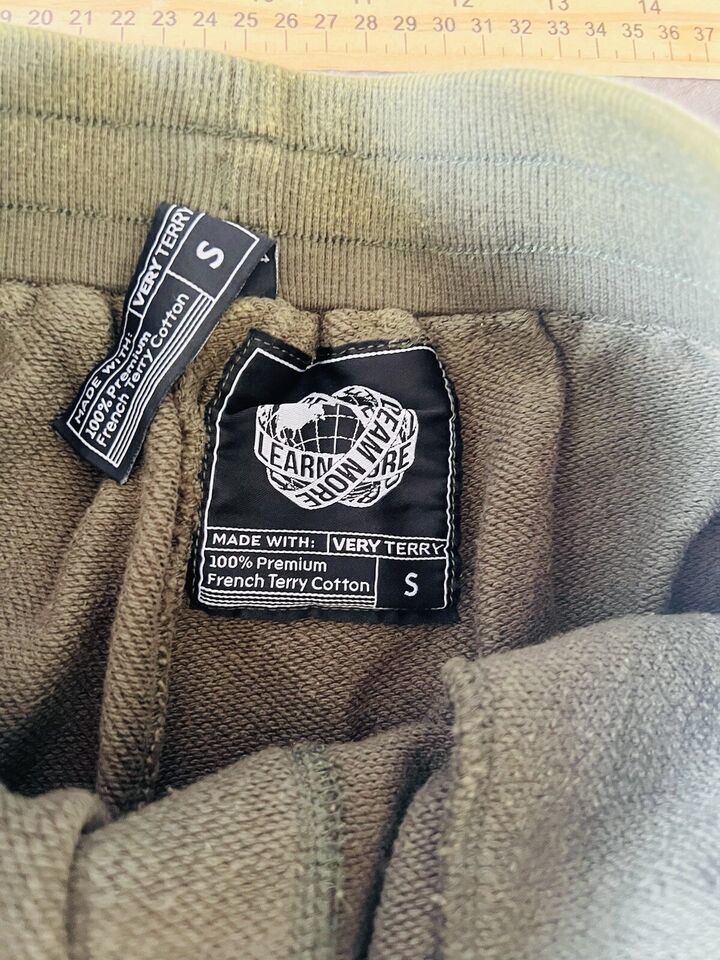 12 13 14
20 21 22 23 24 25 26 27 28 29 30 31 32 33 34 35 36 37
VERY TERRY
S
MADE WITH:
100% Premium
French Terry Cotton
LEARN MORE
DREAM MORE
MADE WITH: VERY TERRY
100% Premium
French Terry Cotton
S